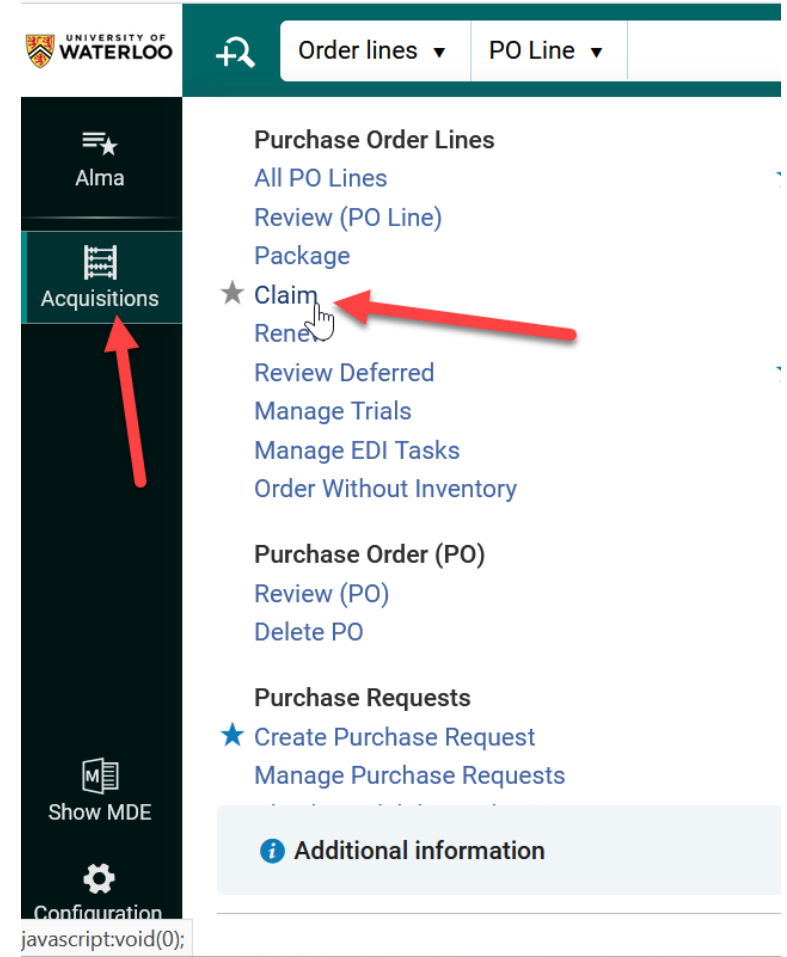 UNIVERSITY OF
WATERLOO
Order lines
PO Line
Alma
Acquisitions
Show MDE
Configuration
Purchase Order Lines
All PO Lines
Review (PO Line)
Package
Claim
Renew
Review Deferred
Manage Trials
Manage EDI Tasks
Order Without Inventory
Purchase Order (PO)
Review (PO)
Delete PO
Purchase Requests
Create Purchase Request
Manage Purchase Requests
Additional information
javascript:void(0);